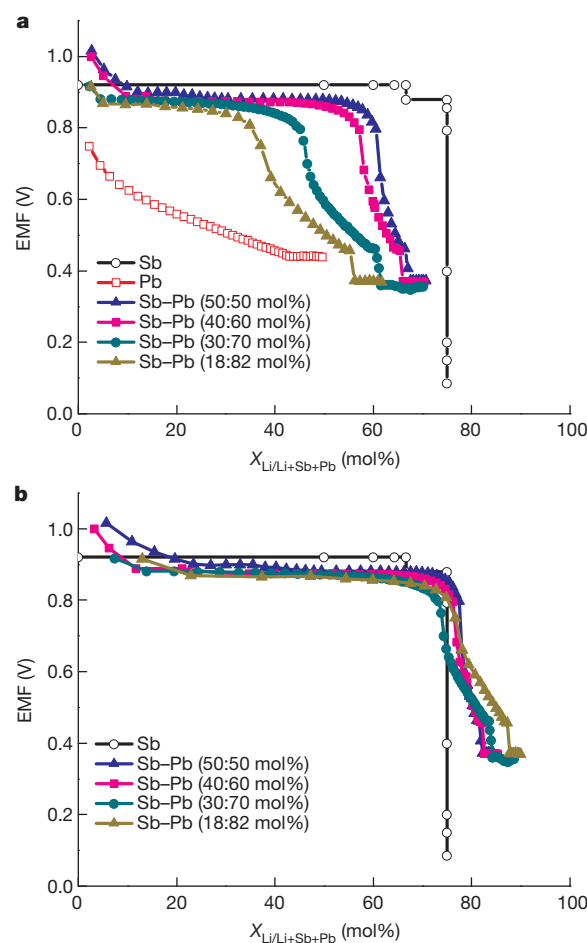 a
1.0
0.8
0.6
0.4
0.2
0.0
EMF (V)
Sb
Pb
Sb–Pb (50:50 mol%)
Sb–Pb (40:60 mol%)
Sb–Pb (30:70 mol%)
Sb–Pb (18:82 mol%)
0 20 40 60 80 100
X Li/Li+Sb+Pb (mol%)
b
1.0
0.8
0.6
0.4
0.2
0.0
EMF (V)
Sb
Sb–Pb (50:50 mol%)
Sb–Pb (40:60 mol%)
Sb–Pb (30:70 mol%)
Sb–Pb (18:82 mol%)
0 20 40 60 80 100
X Li/Li+Sb+Pb (mol%)